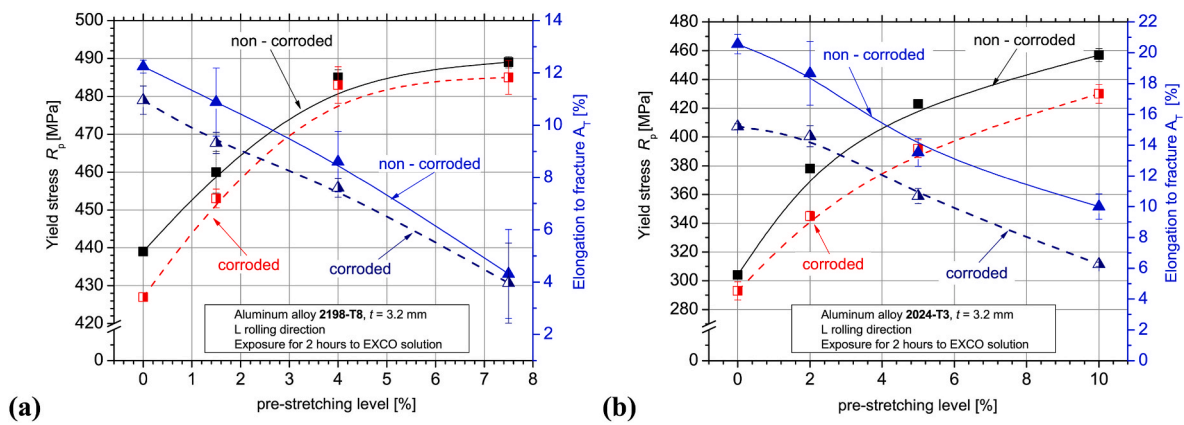 500
490
480
470
460
450
440
430
420
0
Yield stress Rp [MPa]
non - corroded
non - corroded
corroded
corroded
Aluminum alloy 2198-T8, t = 3.2 mm
L rolling direction
Exposure for 2 hours to EXCO solution
14
12
10
8
6
4
2
0
Elongation to fracture AT [%]
0 1 2 3 4 5 6 7 8
pre-stretching level [%]
(a)
480
460
440
420
400
380
360
340
320
300
280
0
Yield stress Rp [MPa]
non - corroded
non - corroded
corroded
corroded
Aluminum alloy 2024-T3, t = 3.2 mm
L rolling direction
Exposure for 2 hours to EXCO solution
22
20
18
16
14
12
10
8
6
4
2
0
Elongation to fracture AT [%]
0 2 4 6 8 10
pre-stretching level [%]
(b)